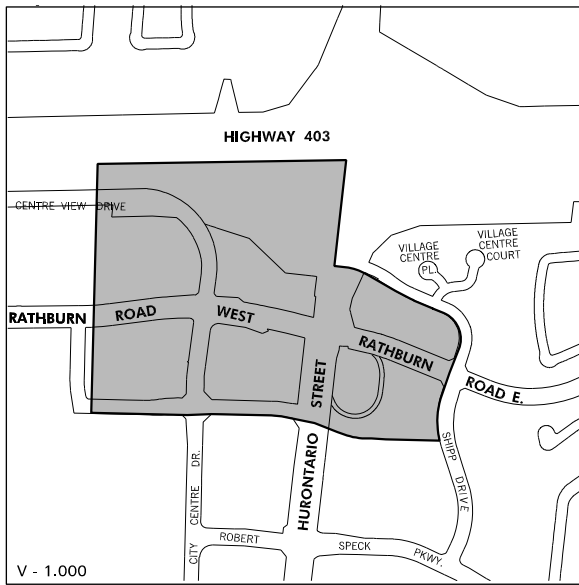 HIGHWAY 403
CENTRE VIEW DRIVE
VILLAGE
CENTRE
PL.
VILLAGE
CENTRE
COURT
RATHBURN ROAD WEST
RATHBURN ROAD E.
HURONTARIO STREET
CITY CENTRE DR.
SHIPP DRIVE
ROBERT SPECK PKWY.
V - 1.000